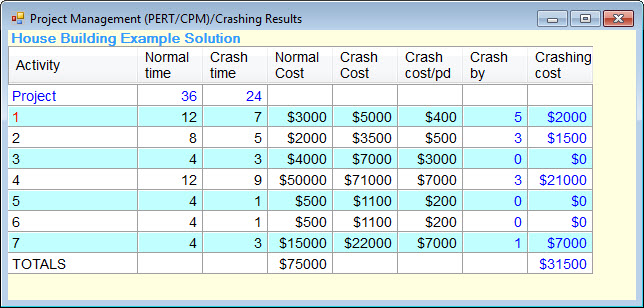 Project Management (PERT/CPM)/Crashing Results
House Building Example Solution
Activity Normal time Crash time Normal Cost Crash Cost Crash cost/pd Crash by Crashing cost
Project 36 24
1 12 7 $3000 $5000 $400 5 $2000
2 8 5 $2000 $3500 $500 3 $1500
3 4 3 $4000 $7000 $3000 0 $0
4 12 9 $50000 $71000 $7000 3 $21000
5 4 1 $500 $1100 $200 0 $0
6 4 1 $500 $1100 $200 0 $0
7 4 3 $15000 $22000 $7000 1 $7000
TOTALS $75000 $31500